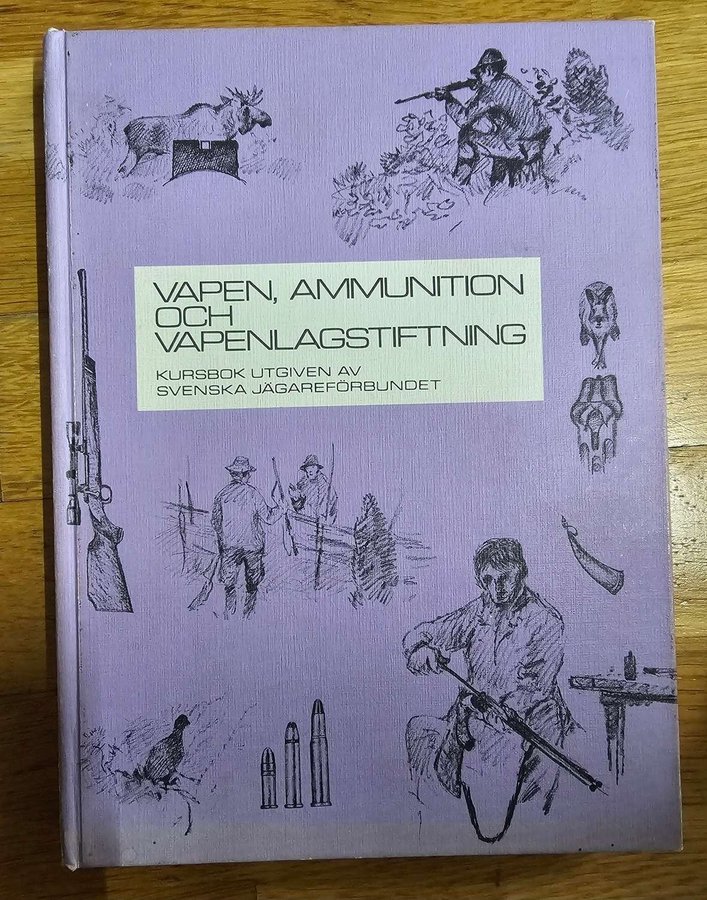 VAPEN, AMMUNITION
OCH
VAPENLAGSTIFTNING
KURSBOK UTGIVEN AV
SVENSKA JÄGAREFÖRBUNDET